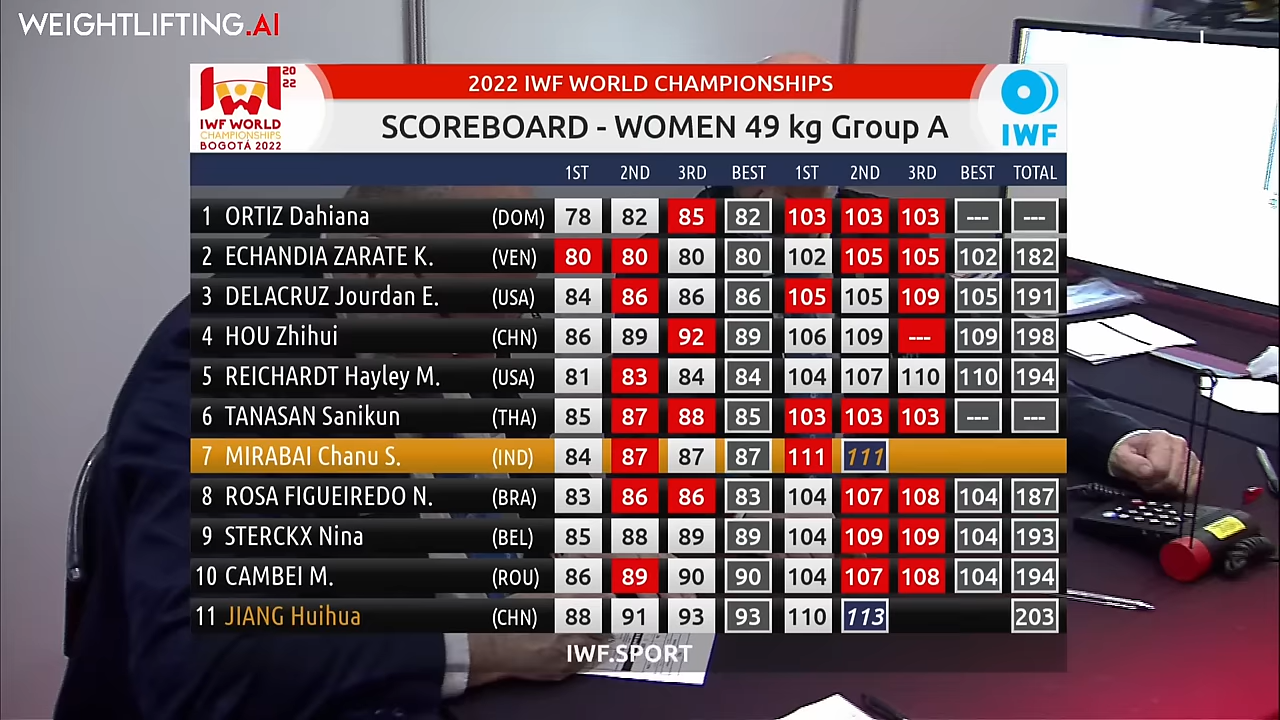 WEIGHTLIFTING.AI
2022
IWF WORLD
CHAMPIONSHIPS
BOGOTÁ 2022
2022 IWF WORLD CHAMPIONSHIPS
SCOREBOARD - WOMEN 49 kg Group A
IWF
1ST 2ND 3RD BEST 1ST 2ND 3RD BEST TOTAL
1 ORTIZ Dahiana (DOM) 78 82 85 82 103 103 103 --- ---
2 ECHANDIA ZARATE K. (VEN) 80 80 80 80 102 105 105 102 182
3 DELACRUZ Jourdan E. (USA) 84 86 86 86 105 105 109 105 191
4 HOU Zhihui (CHN) 86 89 92 89 106 109 --- 109 198
5 REICHARDT Hayley M. (USA) 81 83 84 84 104 107 110 110 194
6 TANASAN Sanikun (THA) 85 87 88 85 103 103 103 --- ---
7 MIRABAI Chanu S. (IND) 84 87 87 87 111 111
8 ROSA FIGUEIREDO N. (BRA) 83 86 86 83 104 107 108 104 187
9 STERCKX Nina (BEL) 85 88 89 89 104 109 109 104 193
10 CAMBEI M. (ROU) 86 89 90 90 104 107 108 104 194
11 JIANG Huihua (CHN) 88 91 93 93 110 113 203
IWF.SPORT